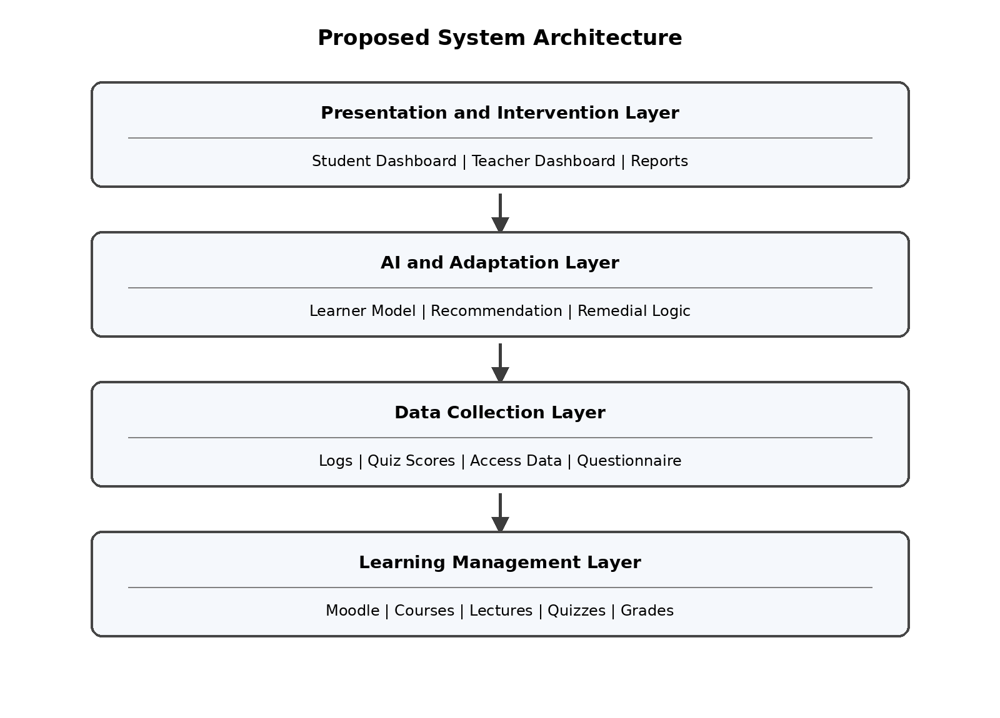 Proposed System Architecture
Presentation and Intervention Layer
Student Dashboard | Teacher Dashboard | Reports
AI and Adaptation Layer
Learner Model | Recommendation | Remedial Logic
Data Collection Layer
Logs | Quiz Scores | Access Data | Questionnaire
Learning Management Layer
Moodle | Courses | Lectures | Quizzes | Grades